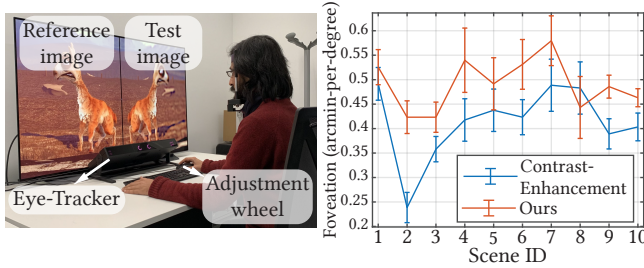 Reference
image
Test
image
Eye-Tracker
Adjustment
wheel
Foveation (arcmin-per-degree)
0.6
0.55
0.5
0.45
0.4
0.35
0.3
0.25
0.2
Contrast-
Enhancement
Ours
1 2 3 4 5 6 7 8 9 10
Scene ID